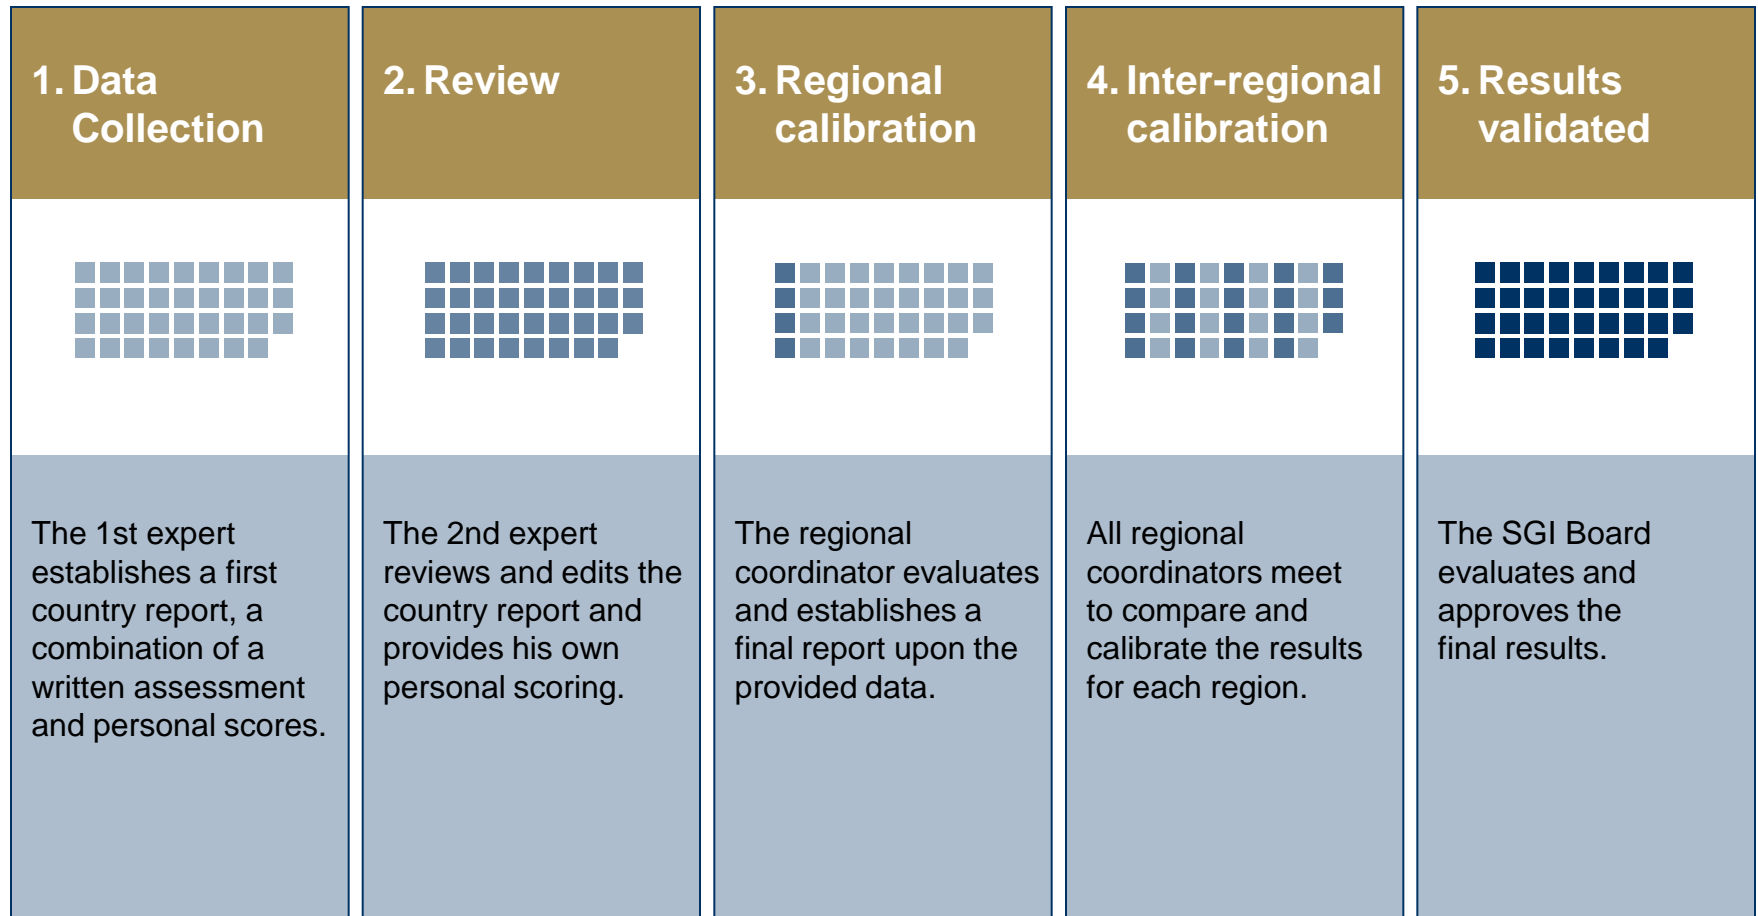 1. Data
Collection
The 1st expert
establishes a first
country report, a
combination of a
written assessment
and personal scores.
2. Review
The 2nd expert
reviews and edits the
country report and
provides his own
personal scoring.
3. Regional
calibration
The regional
coordinator evaluates
and establishes a
final report upon the
provided data.
4. Inter-regional
calibration
All regional
coordinators meet
to compare and
calibrate the results
for each region.
5. Results
validated
The SGI Board
evaluates and
approves the
final results.